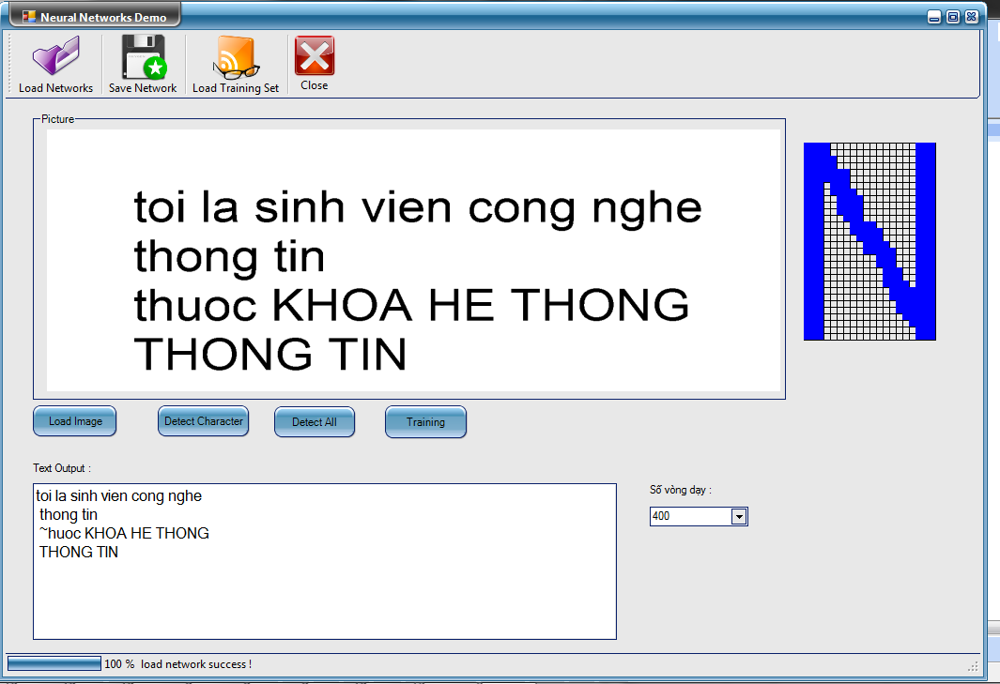 Neural Networks Demo
Load Networks
Save Network
Load Training Set
Close
Picture
toi la sinh vien cong nghe
thong tin
thuoc KHOA HE THONG
THONG TIN
N
Load Image
Detect Character
Detect All
Training
Text Output :
toi la sinh vien cong nghe
thong tin
~huoc KHOA HE THONG
THONG TIN
Số vòng dạy :
400
100 % load network success !